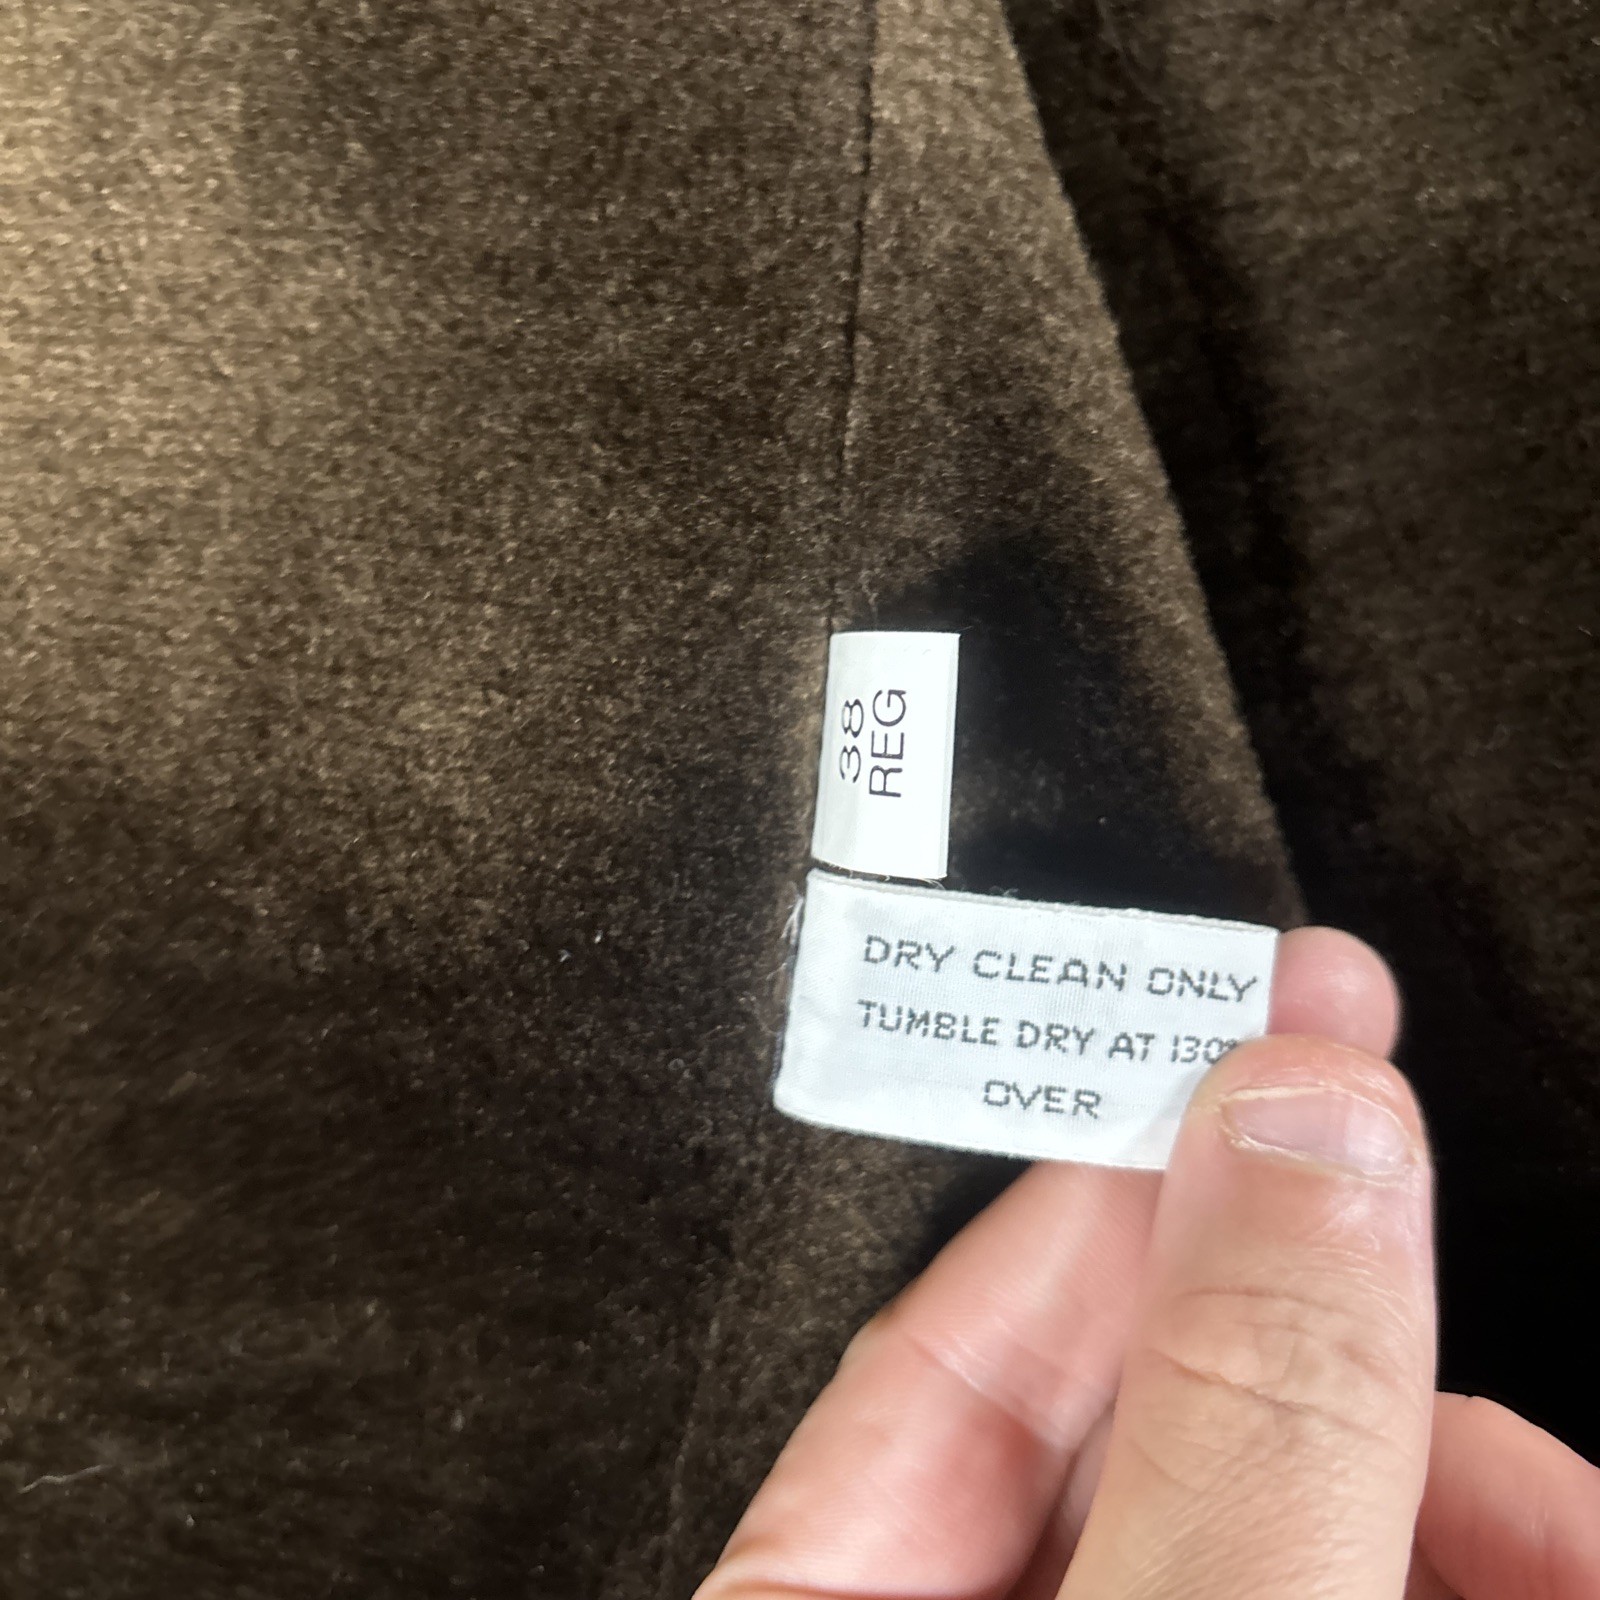 38
REG
DRY CLEAN ONLY
TUMBLE DRY AT 130°
OVER